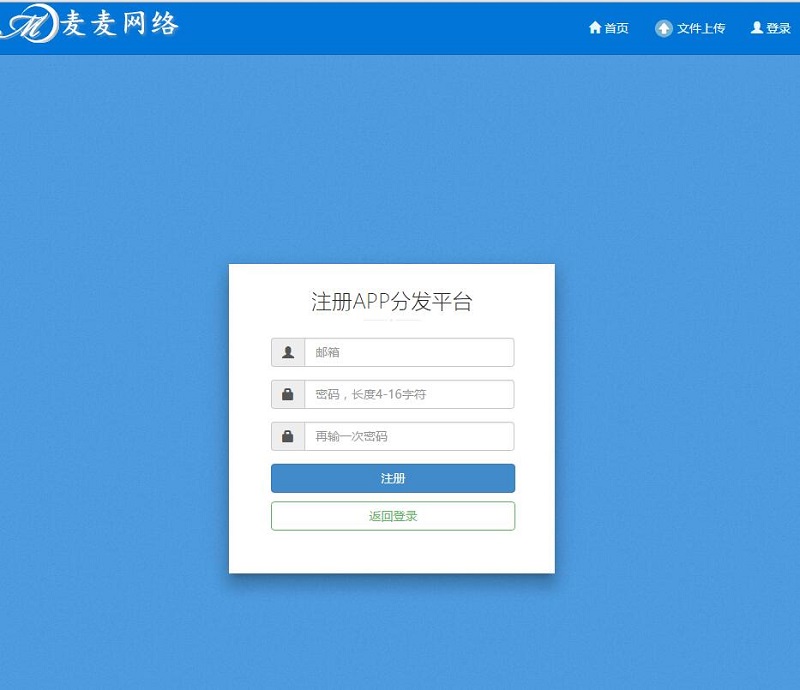 麦麦网络
首页 文件上传 登录
注册APP分发平台
邮箱
密码，长度4-16字符
再输一次密码
注册
返回登录